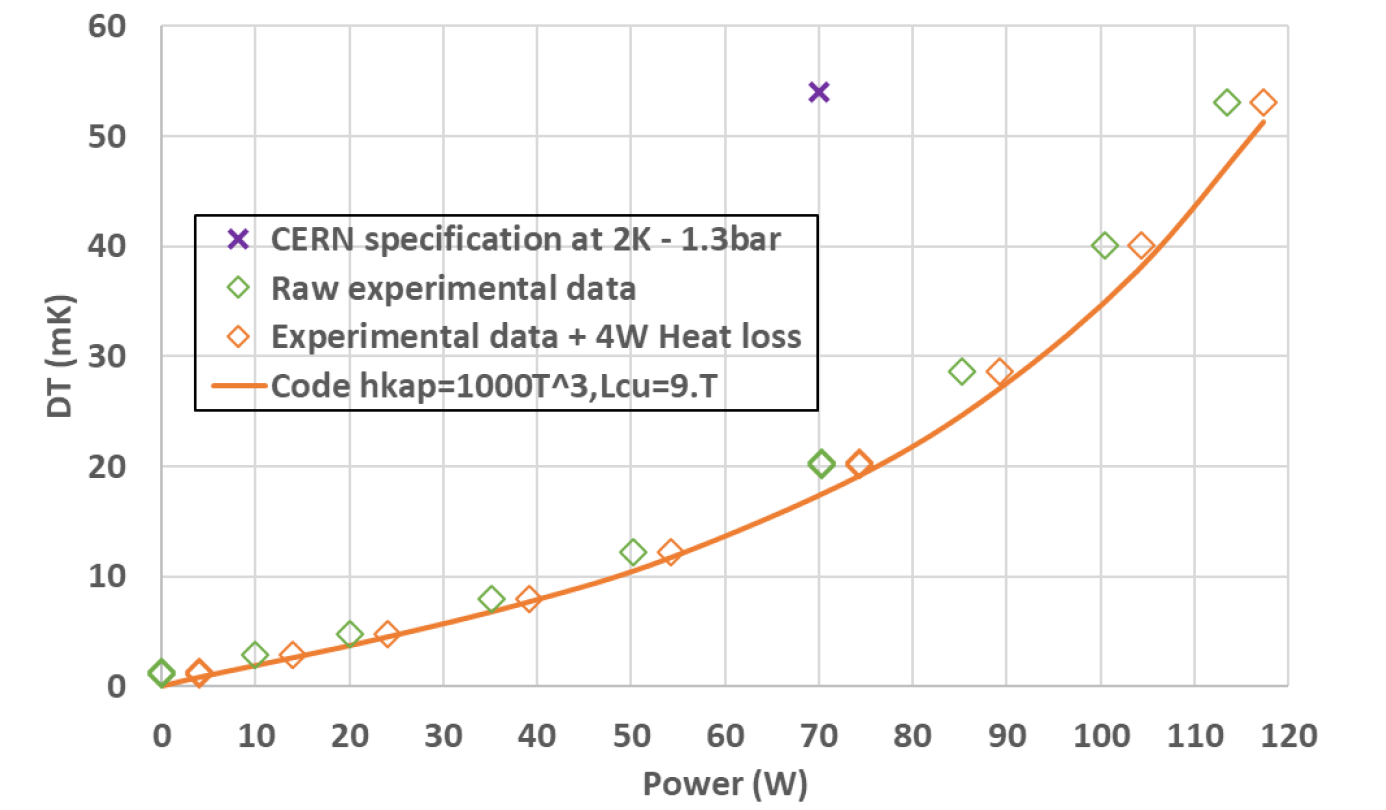 60
50
40
30
20
10
0
DT (mK)
CERN specification at 2K - 1.3bar
Raw experimental data
Experimental data + 4W Heat loss
Code hkap=1000T^3,Lcu=9.T
0 10 20 30 40 50 60 70 80 90 100 110 120
Power (W)